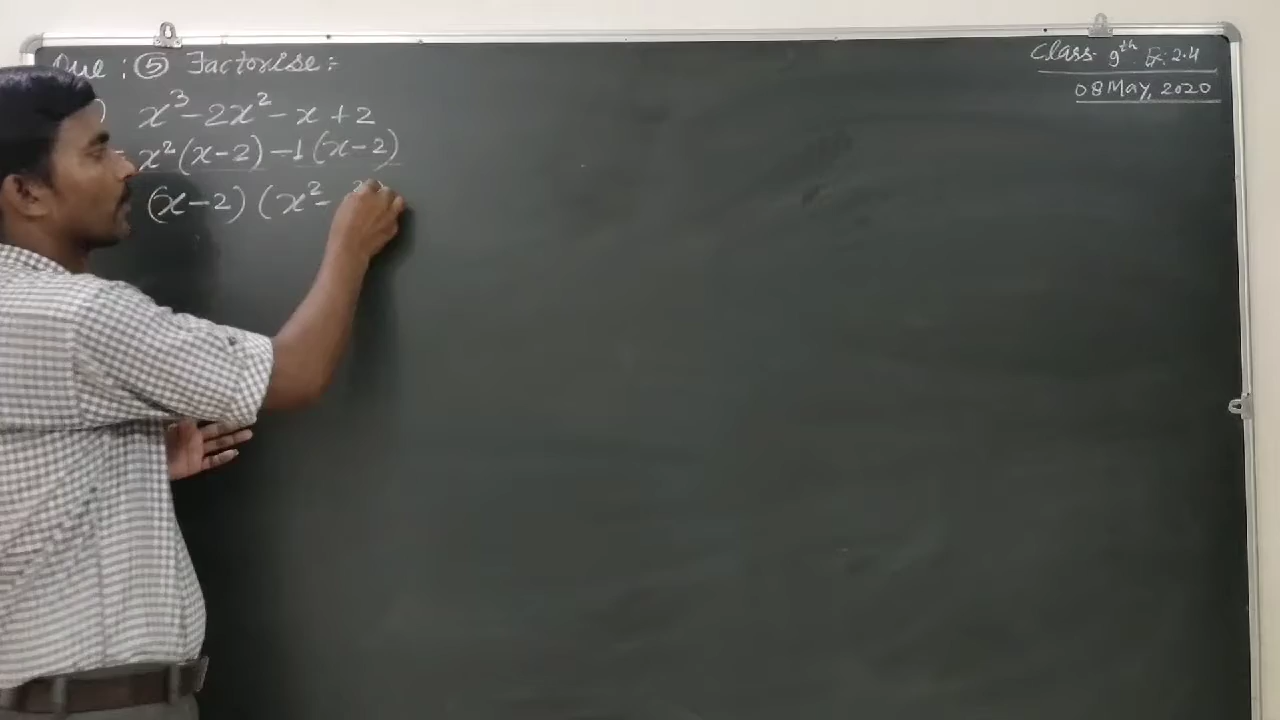 Que : ⑤ Factorise :
) x³ - 2x² - x + 2
= x² (x - 2) - 1 (x - 2)
(x - 2) (x² -
Class 9th Ex. 2.4
08 May, 2020